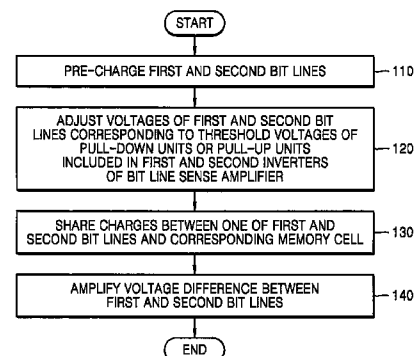 START
PRE-CHARGE FIRST AND SECOND BIT LINES
110
ADJUST VOLTAGES OF FIRST AND SECOND BIT
LINES CORRESPONDING TO THRESHOLD VOLTAGES OF
PULL-DOWN UNITS OR PULL-UP UNITS
INCLUDED IN FIRST AND SECOND INVERTERS
OF BIT LINE SENSE AMPLIFIER
120
SHARE CHARGES BETWEEN ONE OF FIRST AND
SECOND BIT LINES AND CORRESPONDING MEMORY CELL
130
AMPLIFY VOLTAGE DIFFERENCE BETWEEN
FIRST AND SECOND BIT LINES
140
END